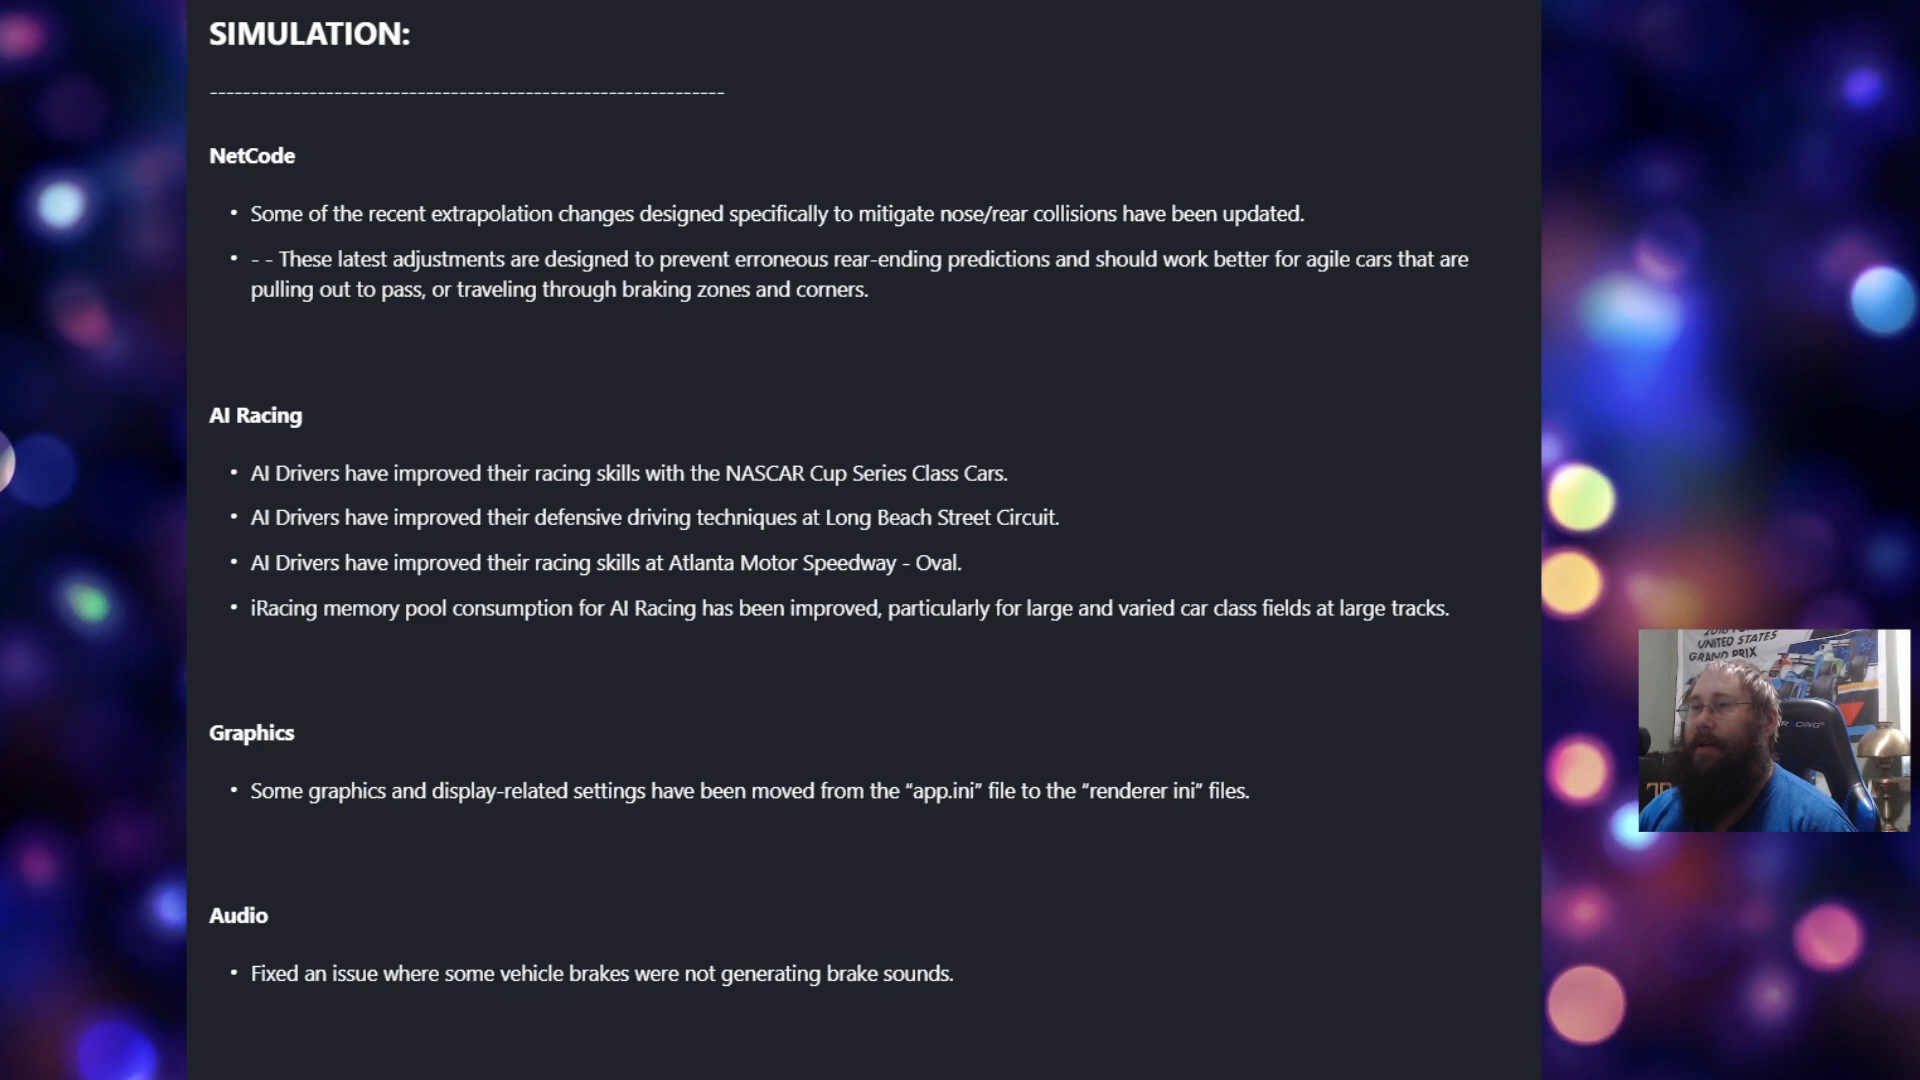 SIMULATION:
---------------------------------------------------------------
NetCode
• Some of the recent extrapolation changes designed specifically to mitigate nose/rear collisions have been updated.
• - - These latest adjustments are designed to prevent erroneous rear-ending predictions and should work better for agile cars that are
pulling out to pass, or traveling through braking zones and corners.
AI Racing
• AI Drivers have improved their racing skills with the NASCAR Cup Series Class Cars.
• AI Drivers have improved their defensive driving techniques at Long Beach Street Circuit.
• AI Drivers have improved their racing skills at Atlanta Motor Speedway - Oval.
• iRacing memory pool consumption for AI Racing has been improved, particularly for large and varied car class fields at large tracks.
Graphics
• Some graphics and display-related settings have been moved from the “app.ini” file to the “renderer ini” files.
Audio
• Fixed an issue where some vehicle brakes were not generating brake sounds.
UNITED STATES
GRAND PRIX